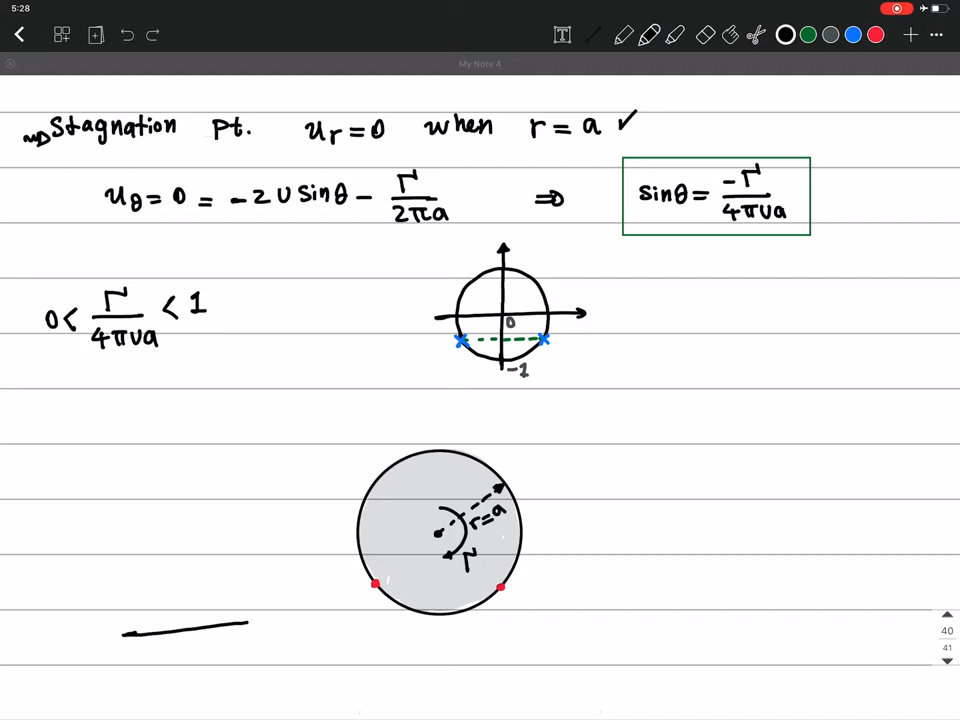 5:28
My Note 4
Stagnation Pt. u_r = 0 when r = a ✓
u_θ = 0 = -2U sinθ - Γ/(2πa) ⇒ sinθ = -Γ/(4πUa)
0 < Γ/(4πUa) < 1
0
-1
r=a
Γ
40
41